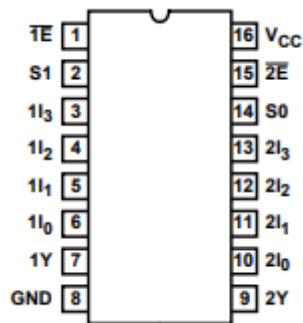 1E̅ 1 16 V_CC
S1 2 15 2E̅
1I₃ 3 14 S0
1I₂ 4 13 2I₃
1I₁ 5 12 2I₂
1I₀ 6 11 2I₁
1Y 7 10 2I₀
GND 8 9 2Y